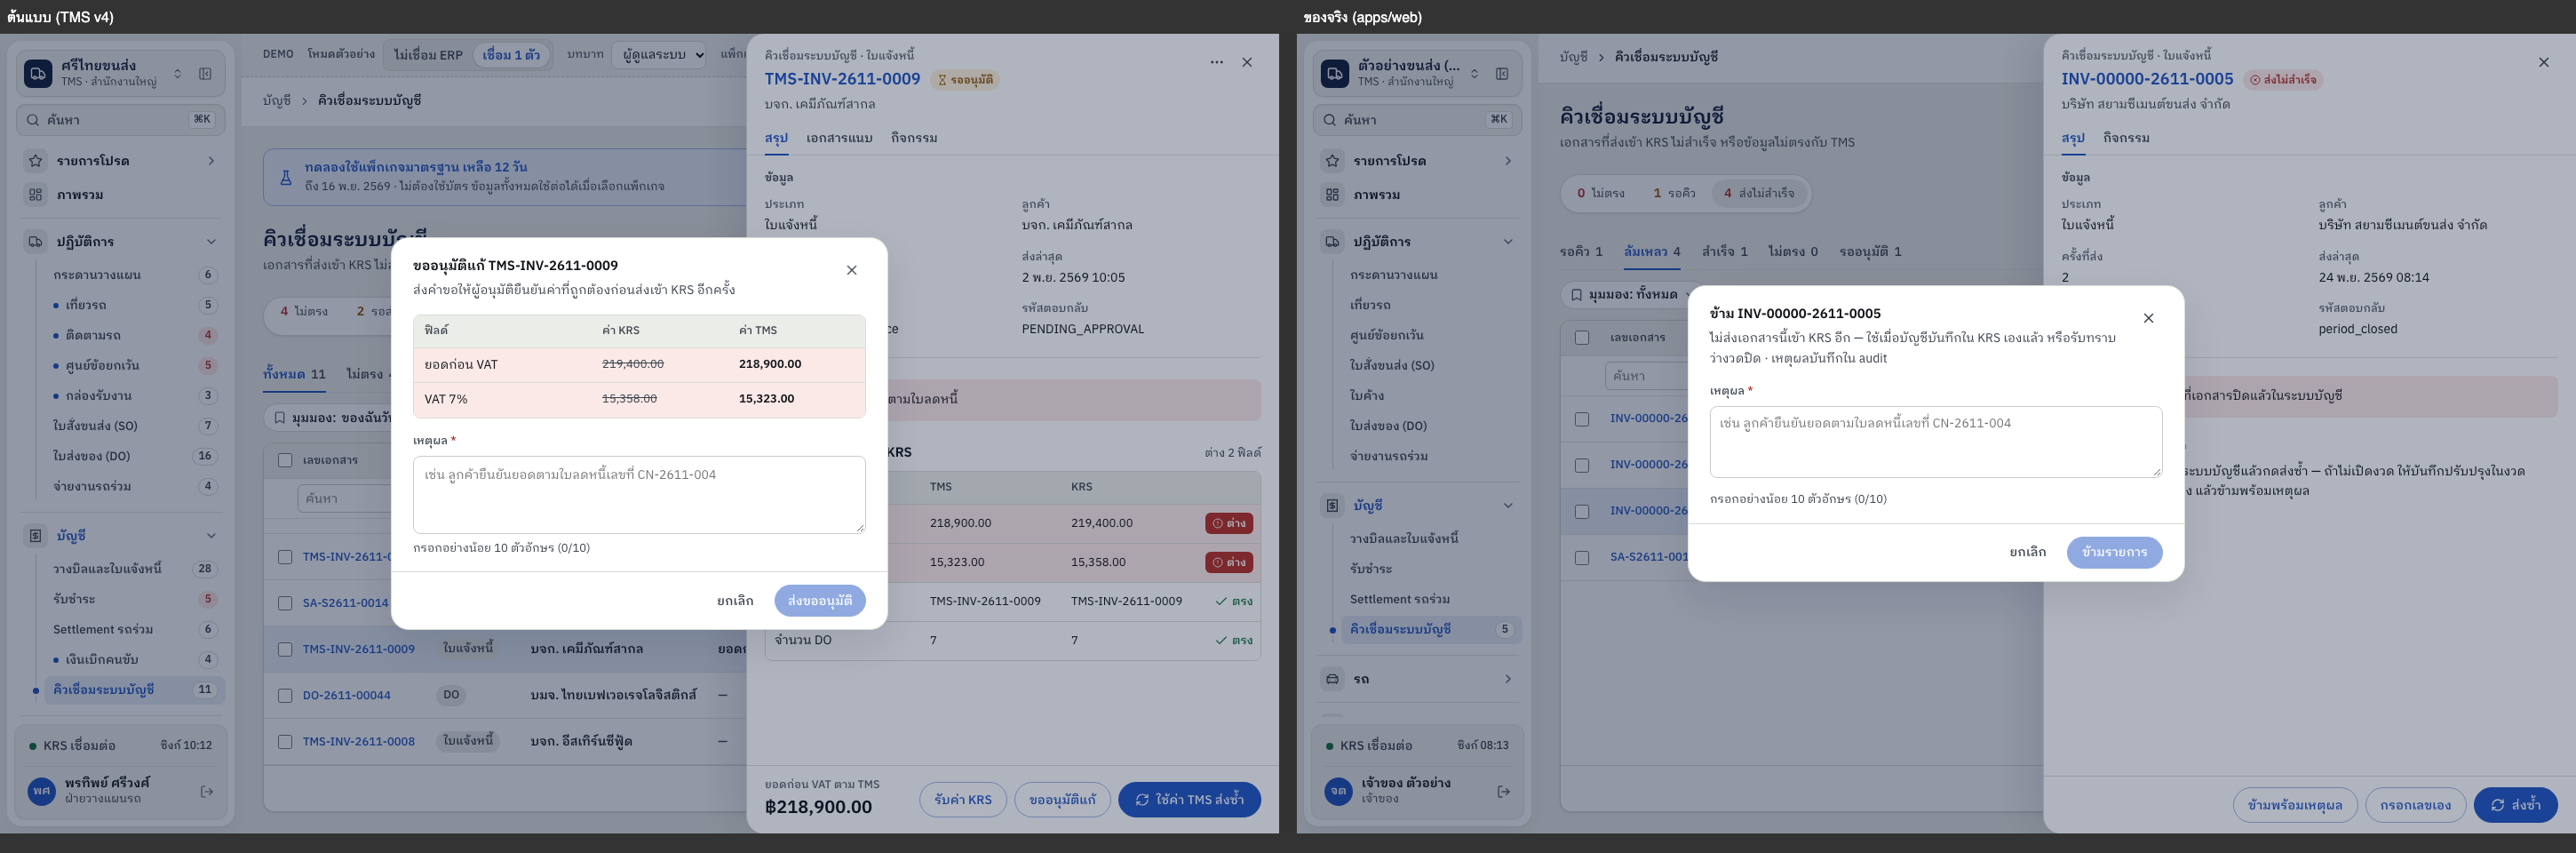 ต้นแบบ (TMS v4)
ศรีไทยขนส่ง
TMS · สำนักงานใหญ่
ค้นหา
⌘K
รายการโปรด
ภาพรวม
ปฏิบัติการ
กระดานวางแผน 6
เที่ยวรถ 5
ติดตามรถ 4
ศูนย์ข้อยกเว้น 5
กล่องรับงาน 3
ใบสั่งขนส่ง (SO) 7
ใบส่งของ (DO) 16
จ่ายงานรถร่วม 4
บัญชี
วางบิลและใบแจ้งหนี้ 28
รับชำระ 5
Settlement รถร่วม 6
เงินเบิกคนขับ 4
คิวเชื่อมระบบบัญชี 11
KRS เชื่อมต่อ ซิงก์ 10:12
พศ
พรทิพย์ ศรีวงศ์
ฝ่ายวางแผนรถ
DEMO โหมดตัวอย่าง ไม่เชื่อม ERP เชื่อม 1 ตัว บทบาท ผู้ดูแลระบบ
บัญชี > คิวเชื่อมระบบบัญชี
ทดลองใช้แพ็กเกจมาตรฐาน เหลือ 12 วัน
ถึง 16 พ.ย. 2569 · ไม่ต้องใช้บัตร ข้อมูลทั้งหมดใช้ต่อได้เมื่อเลือกแพ็กเกจ
คิวเชื่อมระบบบัญชี
เอกสารที่ส่งเข้า KRS
4 ไม่ตรง 2
ทั้งหมด 11 ไม่ตรง
มุมมอง:
เลขเอกสาร
ค้นหา
SA-S2611-0014
TMS-INV-2611-0009 ใบแจ้งหนี้ บจก. เคมีภัณฑ์สากล
DO-2611-00044 DO บมจ. ไทยเบฟเวอเรจโลจิสติกส์ —
TMS-INV-2611-0008 ใบแจ้งหนี้ บจก. อีสเทิร์นซีฟู้ด —
ขออนุมัติแก้ TMS-INV-2611-0009
ส่งคำขอให้ผู้อนุมัติยืนยันค่าที่ถูกต้องก่อนส่งเข้า KRS อีกครั้ง
ฟิลด์ ค่า KRS ค่า TMS
ยอดก่อน VAT 219,400.00 218,900.00
VAT 7% 15,358.00 15,323.00
เหตุผล *
เช่น ลูกค้ายืนยันยอดตามใบลดหนี้เลขที่ CN-2611-004
กรอกอย่างน้อย 10 ตัวอักษร (0/10)
ยกเลิก ส่งขออนุมัติ
คิวเชื่อมระบบบัญชี · ใบแจ้งหนี้
TMS-INV-2611-0009 รออนุมัติ
บจก. เคมีภัณฑ์สากล
สรุป เอกสารแนบ กิจกรรม
ข้อมูล
ประเภท ลูกค้า
ใบแจ้งหนี้ บจก. เคมีภัณฑ์สากล
ส่งล่าสุด
2 พ.ย. 2569 10:05
รหัสตอบกลับ
PENDING_APPROVAL
ตามใบลดหนี้
KRS ต่าง 2 ฟิลด์
TMS KRS
218,900.00 219,400.00 ต่าง
15,323.00 15,358.00 ต่าง
TMS-INV-2611-0009 TMS-INV-2611-0009 ตรง
จำนวน DO 7 7 ตรง
ยอดก่อน VAT ตาม TMS
฿218,900.00
รับค่า KRS ขออนุมัติแก้ ใช้ค่า TMS ส่งซ้ำ
ของจริง (apps/web)
ตัวอย่างขนส่ง (...
TMS · สำนักงานใหญ่
ค้นหา
⌘K
รายการโปรด
ภาพรวม
ปฏิบัติการ
กระดานวางแผน
เที่ยวรถ
ศูนย์ข้อยกเว้น
ใบสั่งขนส่ง (SO)
ใบค้าง
ใบส่งของ (DO)
จ่ายงานรถร่วม
บัญชี
วางบิลและใบแจ้งหนี้
รับชำระ
Settlement รถร่วม
คิวเชื่อมระบบบัญชี 5
รถ
KRS เชื่อมต่อ ซิงก์ 08:13
จต
เจ้าของ ตัวอย่าง
เจ้าของ
บัญชี > คิวเชื่อมระบบบัญชี
คิวเชื่อมระบบบัญชี
เอกสารที่ส่งเข้า KRS ไม่สำเร็จ หรือข้อมูลไม่ตรงกับ TMS
0 ไม่ตรง 1 รอคิว 4 ส่งไม่สำเร็จ
รอคิว 1 ล้มเหลว 4 สำเร็จ 1 ไม่ตรง 0 รออนุมัติ 1
มุมมอง: ทั้งหมด
เลขเอกสาร
ค้นหา
ข้าม INV-00000-2611-0005
ไม่ส่งเอกสารนี้เข้า KRS อีก — ใช้เมื่อบัญชีบันทึกใน KRS เองแล้ว หรือรับทราบ
ว่างวดปิด · เหตุผลบันทึกใน audit
เหตุผล *
เช่น ลูกค้ายืนยันยอดตามใบลดหนี้เลขที่ CN-2611-004
กรอกอย่างน้อย 10 ตัวอักษร (0/10)
ยกเลิก ข้ามรายการ
คิวเชื่อมระบบบัญชี · ใบแจ้งหนี้
INV-00000-2611-0005 ส่งไม่สำเร็จ
บริษัท สยามซีเมนต์ขนส่ง จำกัด
สรุป กิจกรรม
ข้อมูล
ประเภท ลูกค้า
ใบแจ้งหนี้ บริษัท สยามซีเมนต์ขนส่ง จำกัด
ครั้งที่ส่ง ส่งล่าสุด
2 24 พ.ย. 2569 08:14
รหัสตอบกลับ
period_closed
ที่เอกสารปิดแล้วในระบบบัญชี
ระบบบัญชีแล้วกดส่งซ้ำ — ถ้าไม่เปิดงวด ให้บันทึกปรับปรุงในงวด
แล้วข้ามพร้อมเหตุผล
ข้ามพร้อมเหตุผล กรอกเลขเอง ส่งซ้ำ